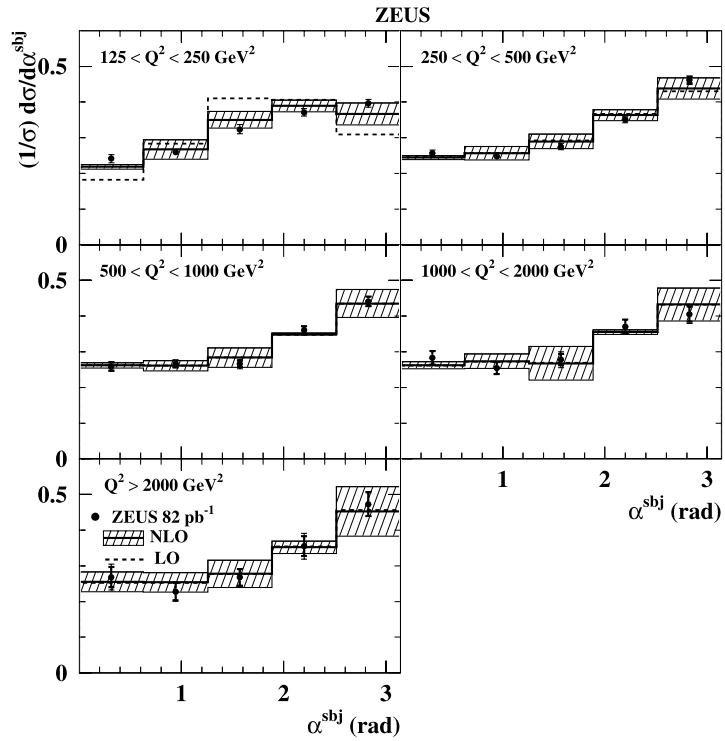 ZEUS
(1/σ) dσ/dα^sbj
125 < Q² < 250 GeV²
250 < Q² < 500 GeV²
0.5
0
500 < Q² < 1000 GeV²
1000 < Q² < 2000 GeV²
0.5
0
1 2 3
α^sbj (rad)
Q² > 2000 GeV²
0.5
ZEUS 82 pb⁻¹
NLO
LO
0
1 2 3
α^sbj (rad)